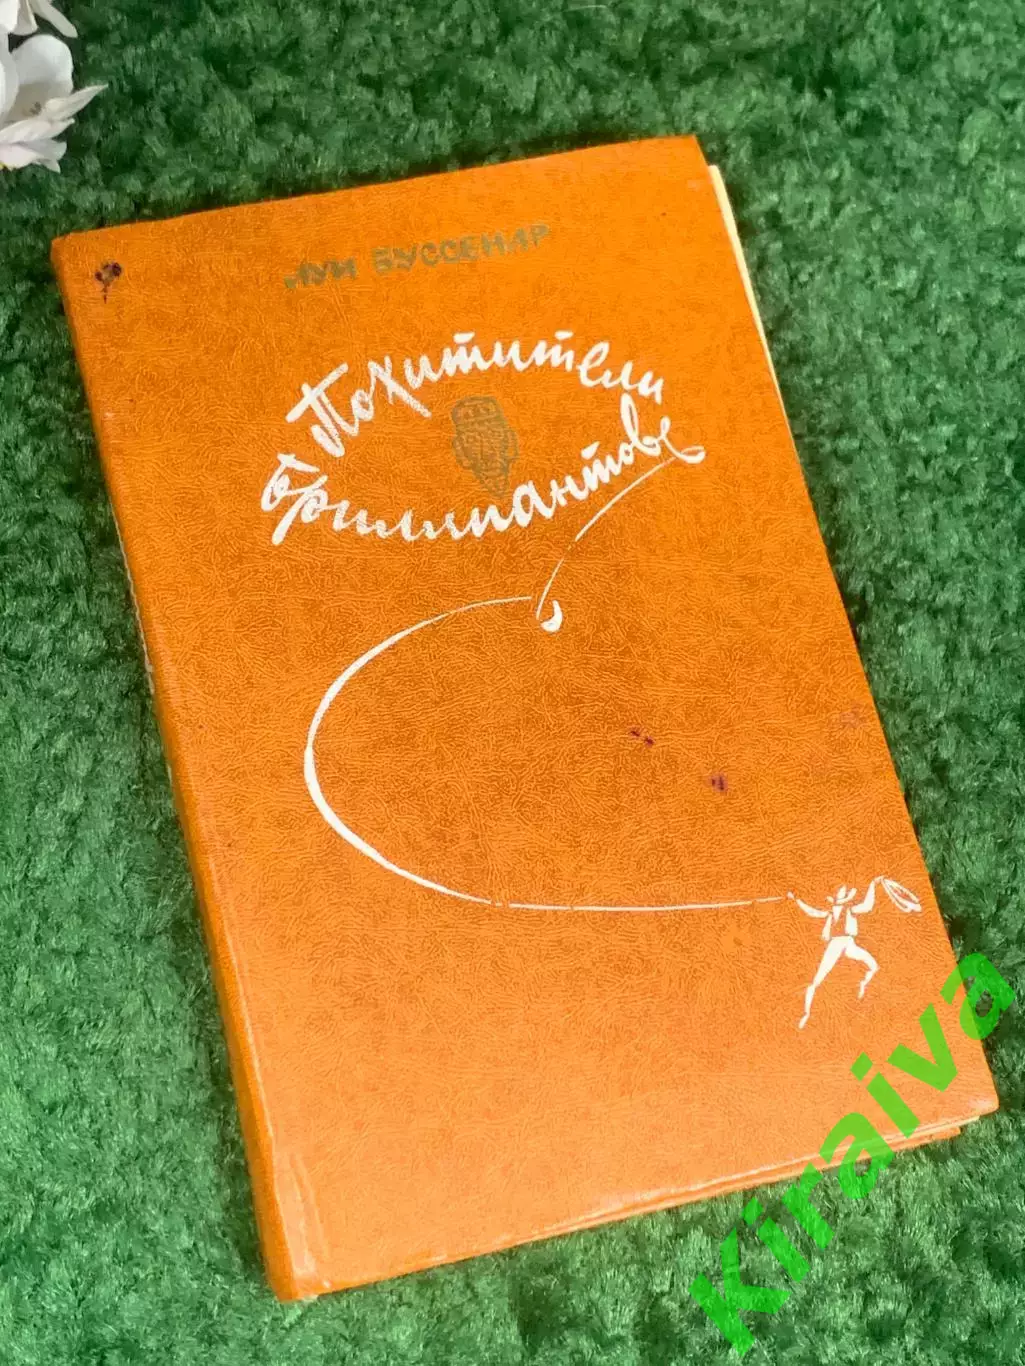 ЛУИ БУССЕНАР
Похитители
бриллиантов
Kiraiva